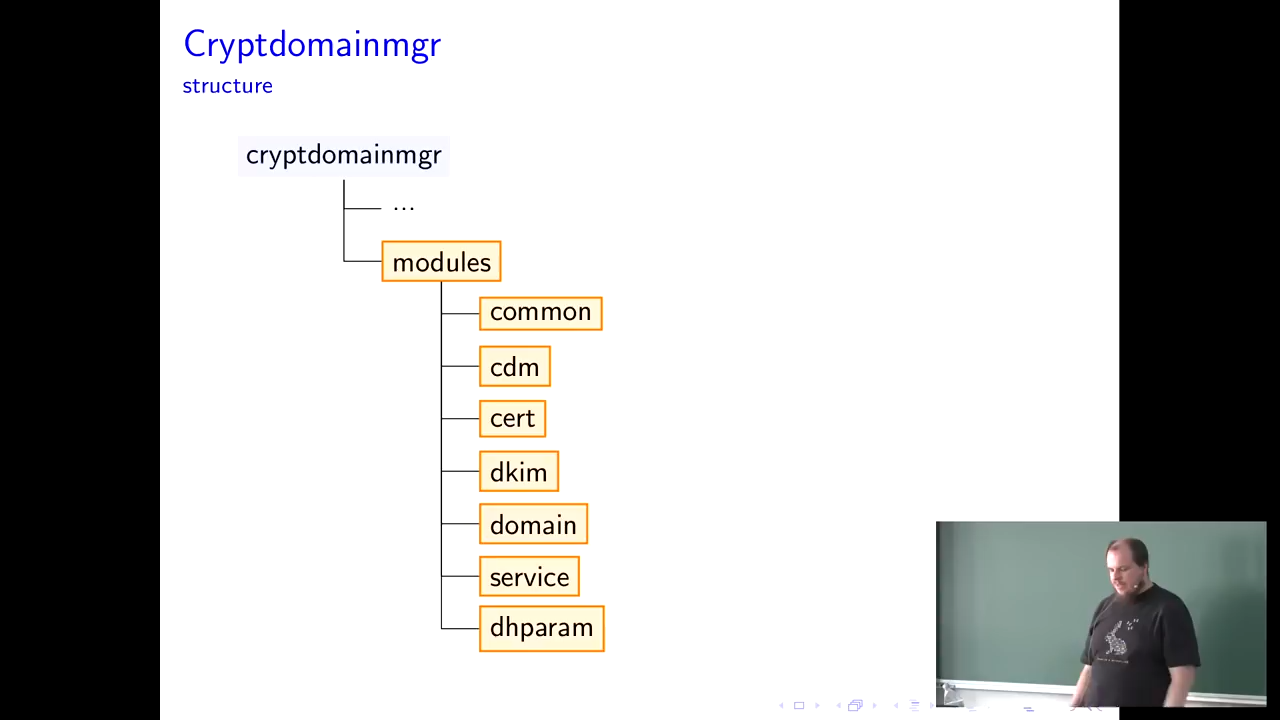 Cryptdomainmgr
structure
cryptdomainmgr
...
modules
common
cdm
cert
dkim
domain
service
dhparam